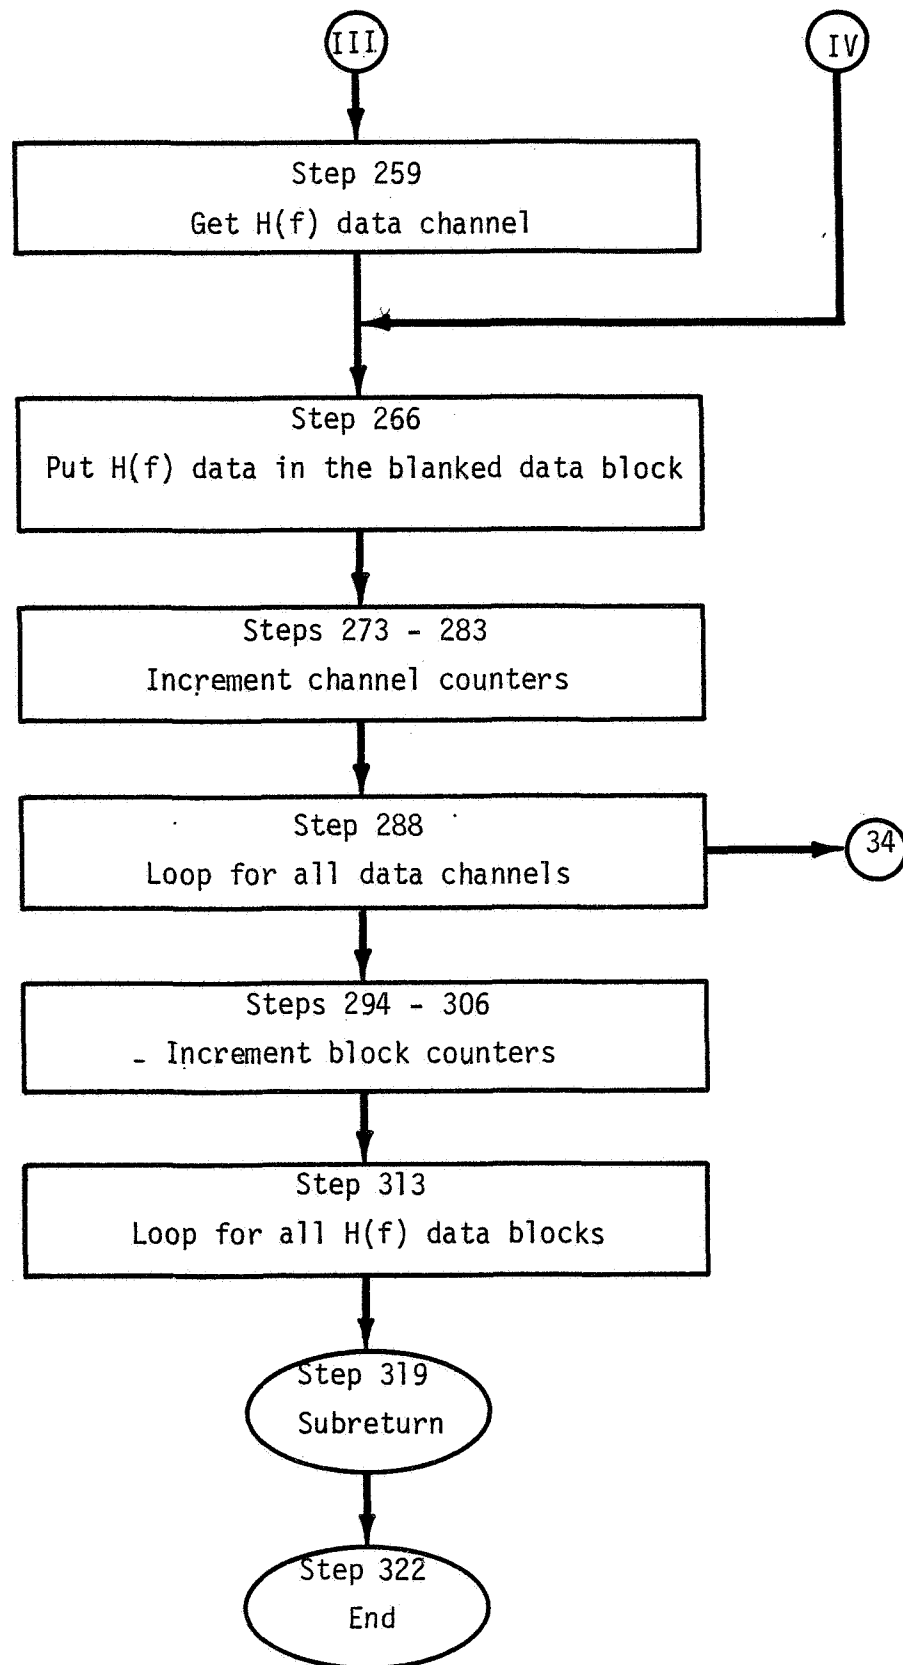 III
IV
Step 259
Get H(f) data channel
Step 266
Put H(f) data in the blanked data block
Steps 273 - 283
Increment channel counters
Step 288
Loop for all data channels
34
Steps 294 - 306
- Increment block counters
Step 313
Loop for all H(f) data blocks
Step 319
Subreturn
Step 322
End